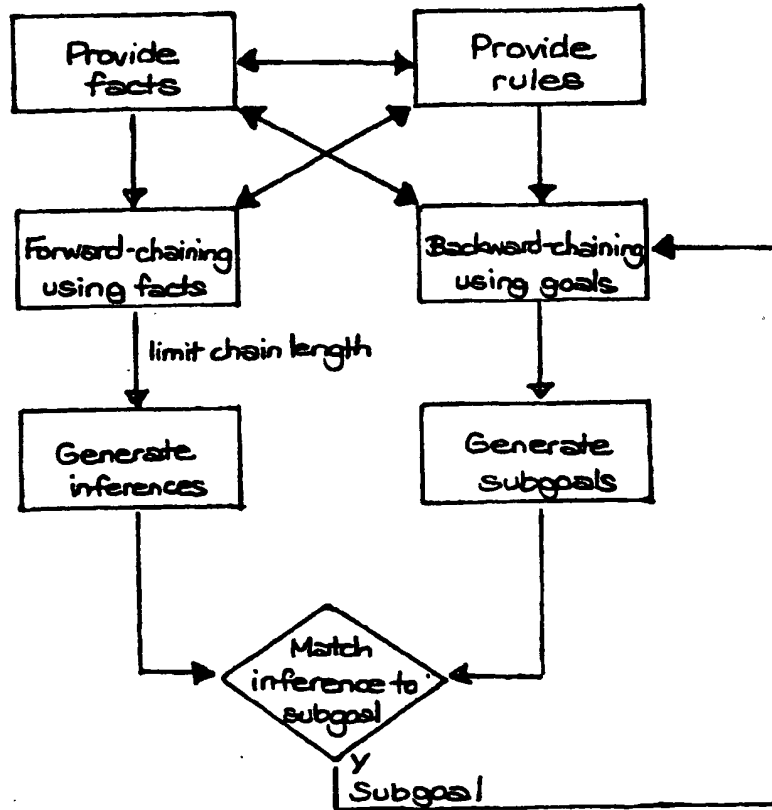 Provide
facts
Provide
rules
Forward-chaining
using facts
Backward-chaining
using goals
limit chain length
Generate
inferences
Generate
subgoals
Match
inference to
subgoal
Y
Subgoal